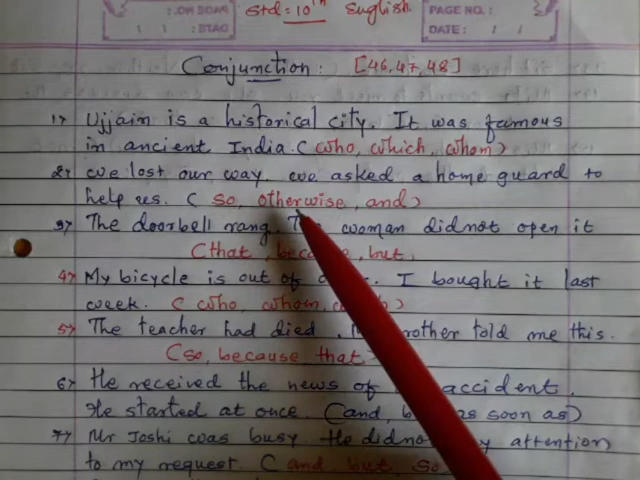 Std = 10th English
PAGE NO.:
DATE: / /
Conjunction: [46,47,48]
1) Ujjain is a historical city. It was famous
in ancient India. (who, which, whom)
2) we lost our way. we asked a home guard to
help us. (so, otherwise, and)
3) The doorbell rang. woman didnot open it
(that, but
4) My bicycle is out of I bought it last
week. (who, whom,
5) The teacher had died. told me this.
(so, because that
6) He received the news of accident.
He started at once. (and, as soon as)
7) Mr Joshi was busy He attention
to my request. (and but, so